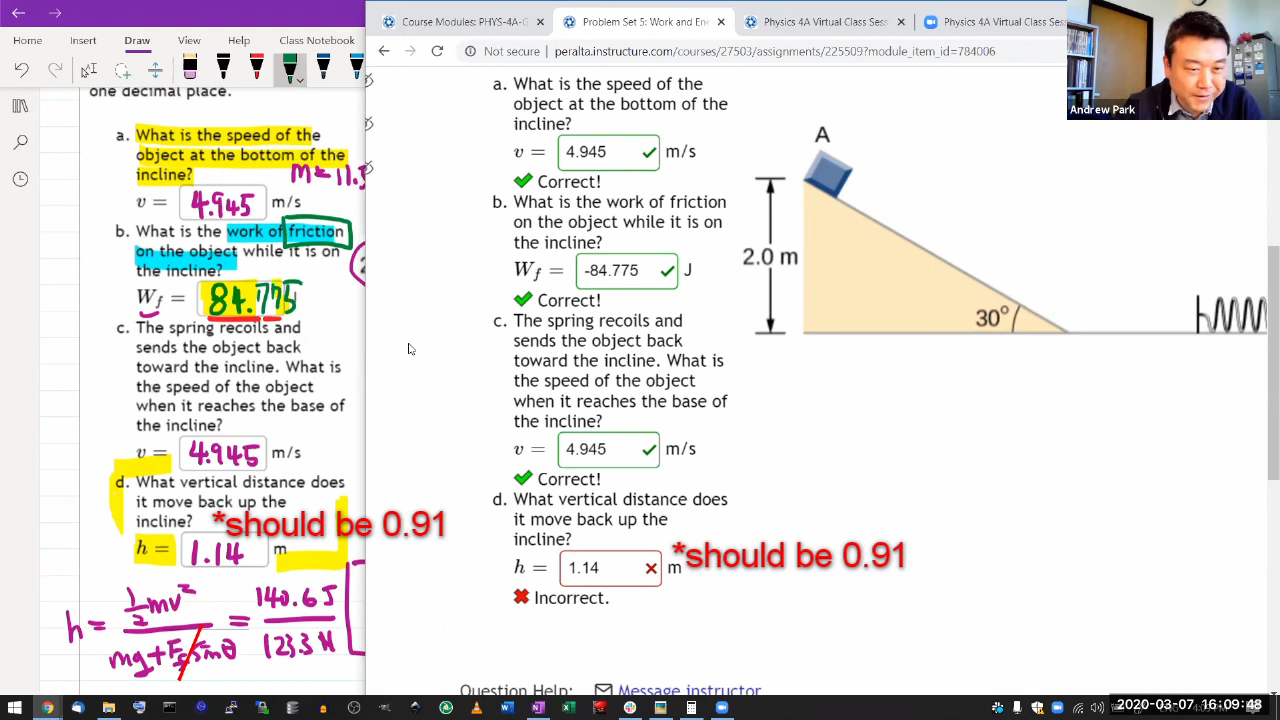 Course Modules: PHYS-4A-G
Problem Set 5: Work and Ene
Physics 4A Virtual Class Sess
Physics 4A Virtual Class Ses
Home Insert Draw View Class Notebook
Not secure | peralta.instructure.com/courses/27503/assignments/225509?module_item_id=784006
Andrew Park
one decimal place.
a. What is the speed of the
object at the bottom of the
incline?
v = 4.945 m/s
b. What is the work of friction
on the object while it is on
the incline?
Wf = 84.775
c. The spring recoils and
sends the object back
toward the incline. What is
the speed of the object
when it reaches the base of
the incline?
v = 4.945 m/s
d. What vertical distance does
it move back up the
incline?
*should be 0.91
h = 1.14 m
h = ½mv² / mg+Ff sinθ = 140.6J / 123.3 N
a. What is the speed of the
object at the bottom of the
incline?
v = 4.945 m/s
Correct!
b. What is the work of friction
on the object while it is on
the incline?
Wf = -84.775 J
Correct!
c. The spring recoils and
sends the object back
toward the incline. What is
the speed of the object
when it reaches the base of
the incline?
v = 4.945 m/s
Correct!
d. What vertical distance does
it move back up the
incline?
h = 1.14 m
*should be 0.91
Incorrect.
Question Help: Message instructor
A
2.0 m
30°
2020-03-07 16:09:48